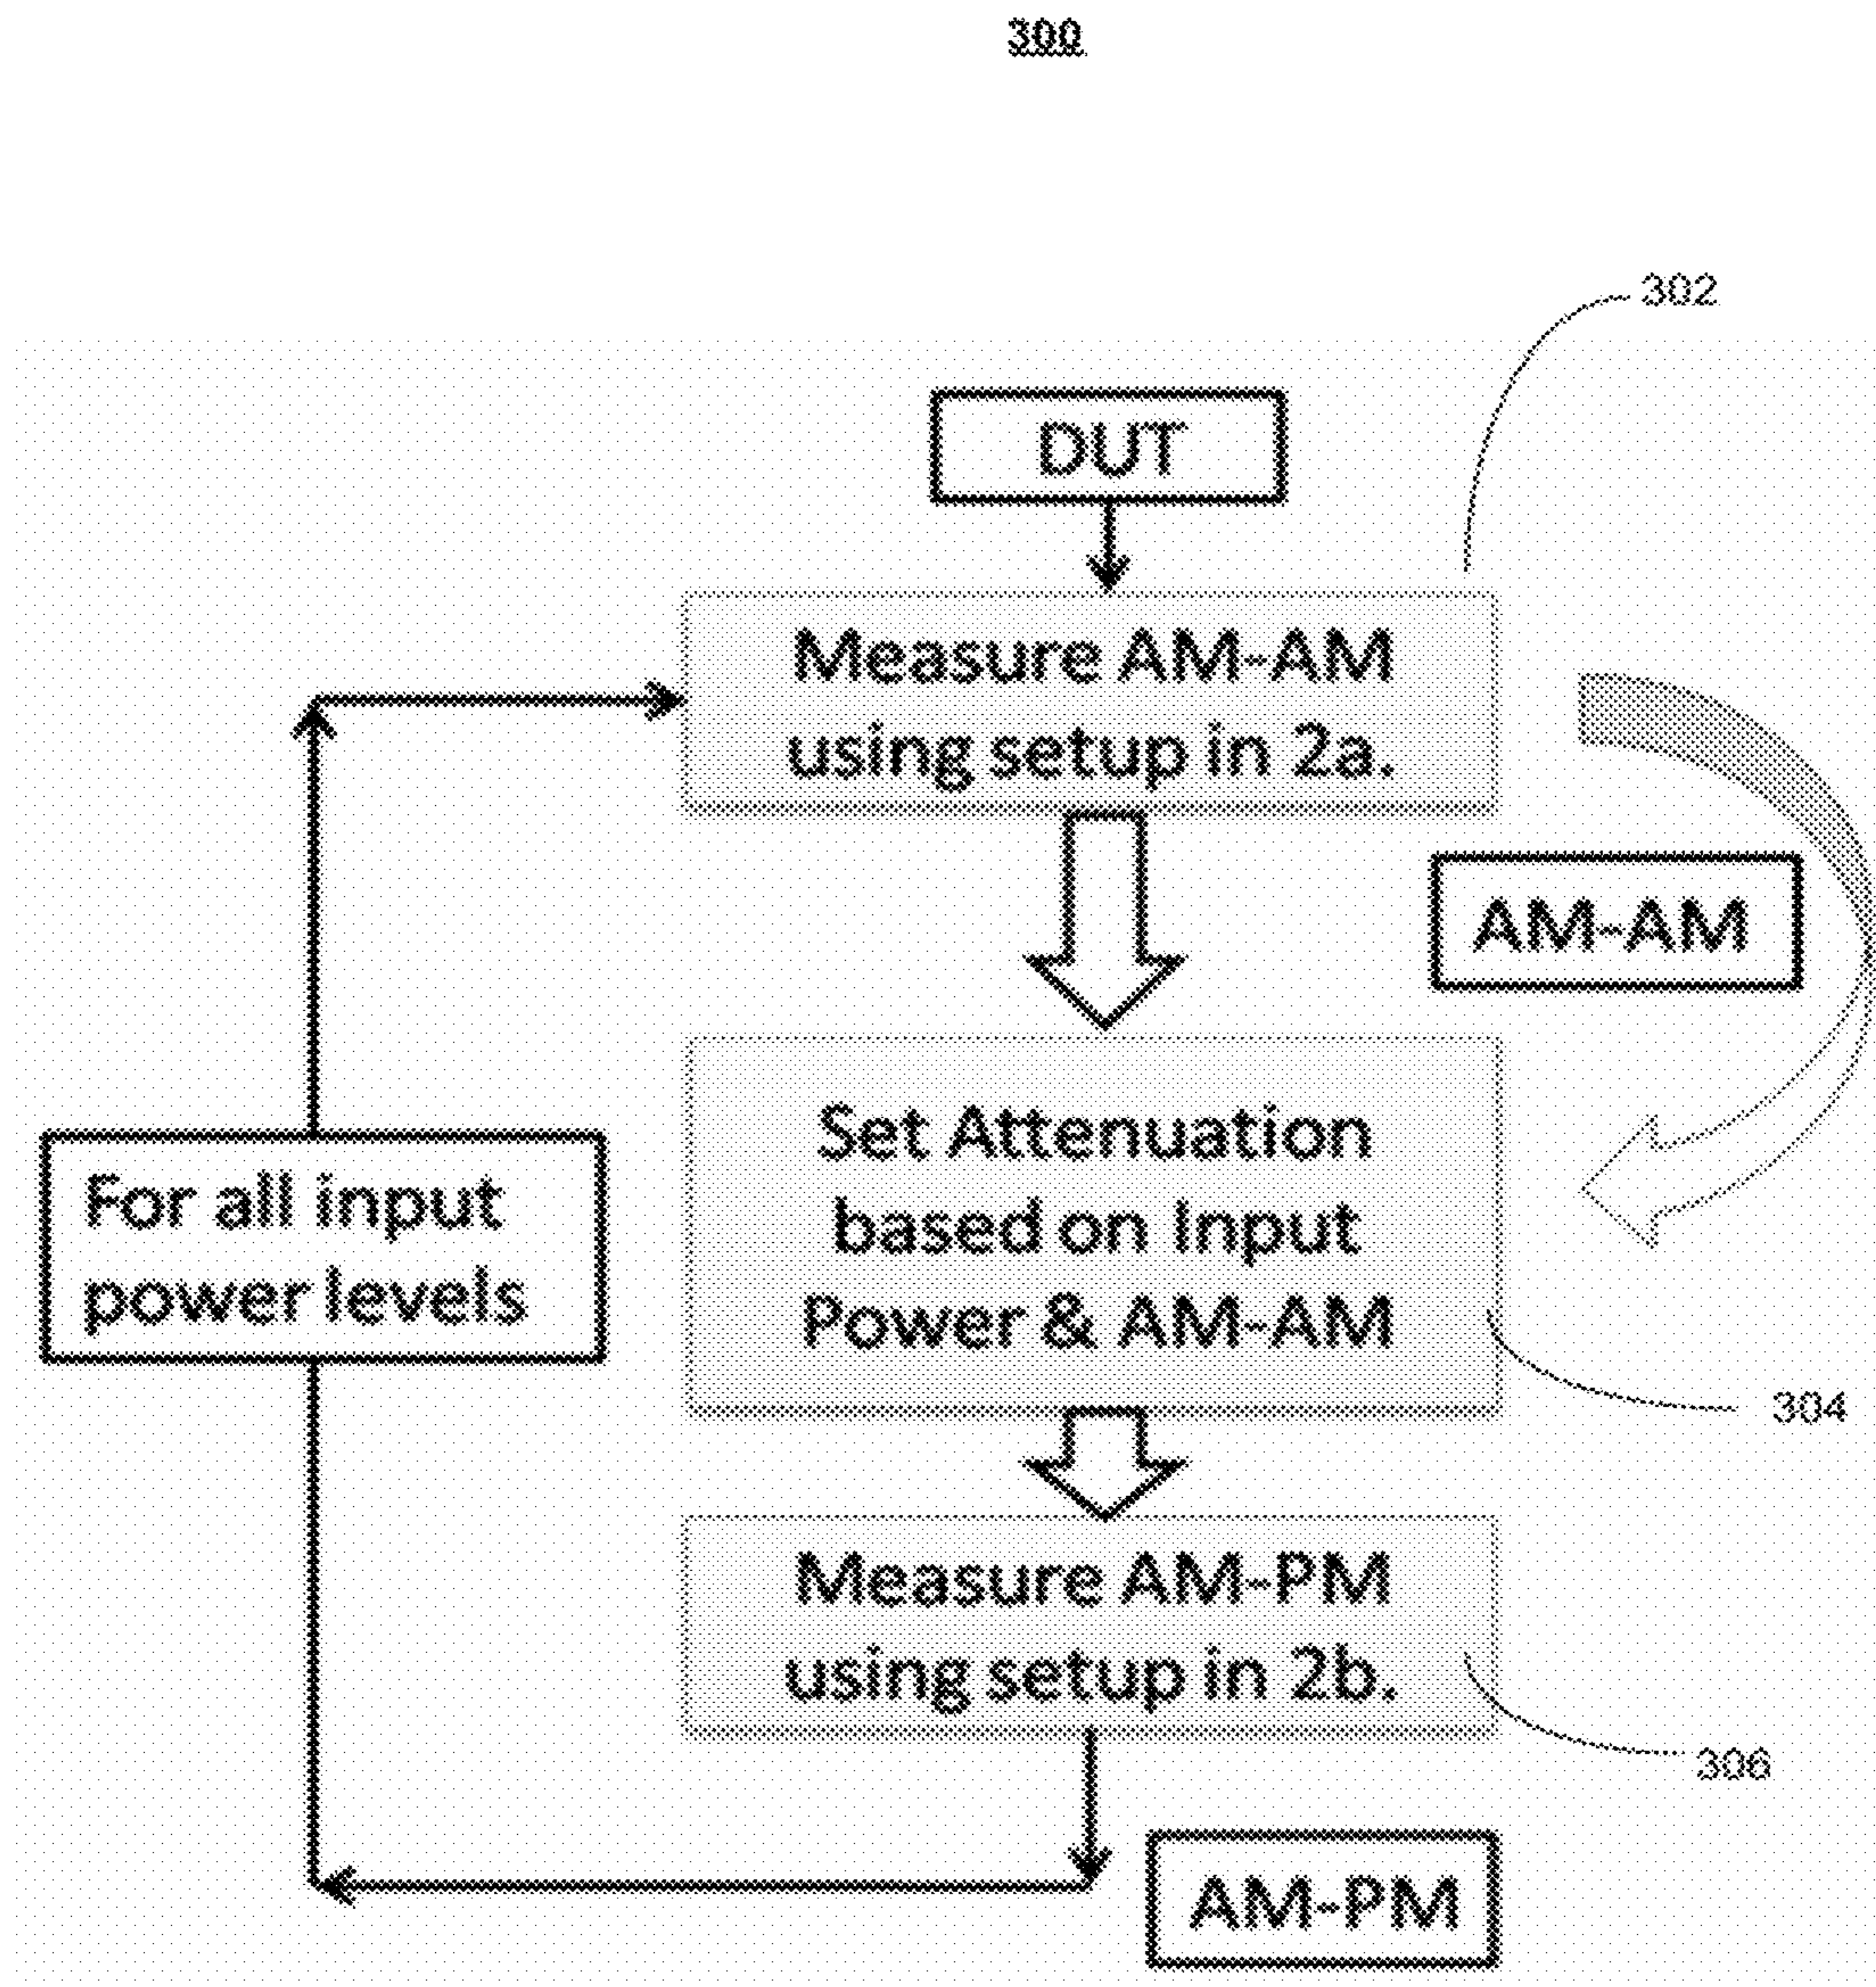 300
302
DUT
Measure AM-AM
using setup in 2a.
AM-AM
Set Attenuation
based on Input
Power & AM-AM
For all input
power levels
304
Measure AM-PM
using setup in 2b.
306
AM-PM